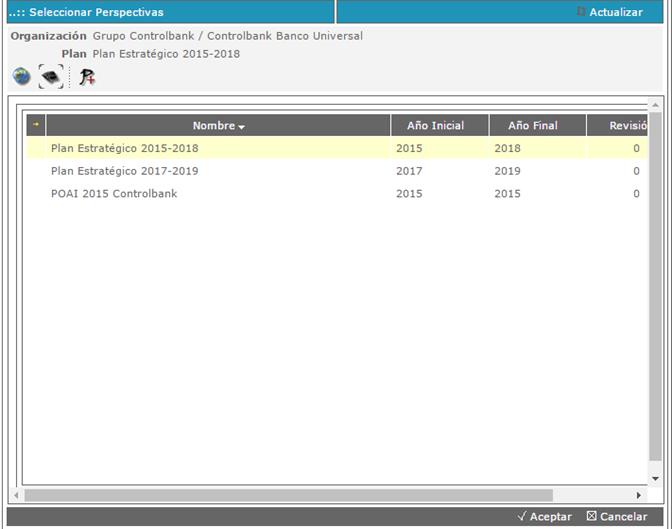 ..:: Seleccionar Perspectivas Actualizar
Organización Grupo Controlbank / Controlbank Banco Universal
Plan Plan Estratégico 2015-2018
Nombre Año Inicial Año Final Revisió
Plan Estratégico 2015-2018 2015 2018 0
Plan Estratégico 2017-2019 2017 2019 0
POAI 2015 Controlbank 2015 2015 0
Aceptar Cancelar